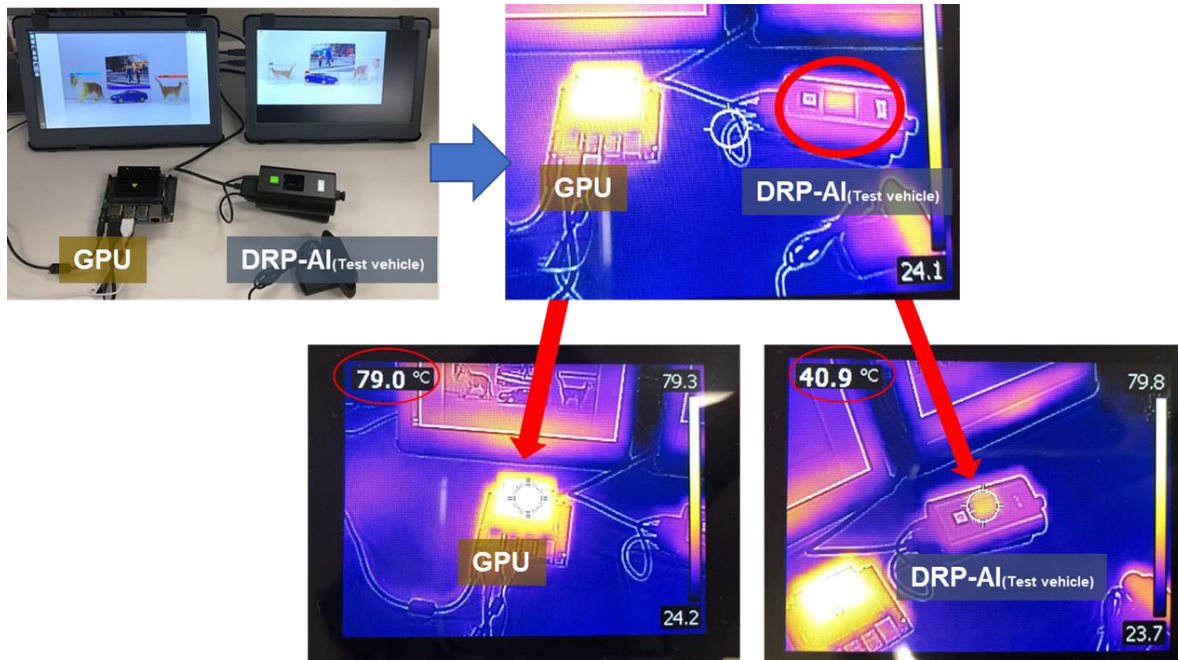 GPU
DRP-AI(Test vehicle)
GPU
DRP-AI(Test vehicle)
24.1
79.0 °C
79.3
GPU
24.2
40.9 °C
79.8
DRP-AI(Test vehicle)
23.7